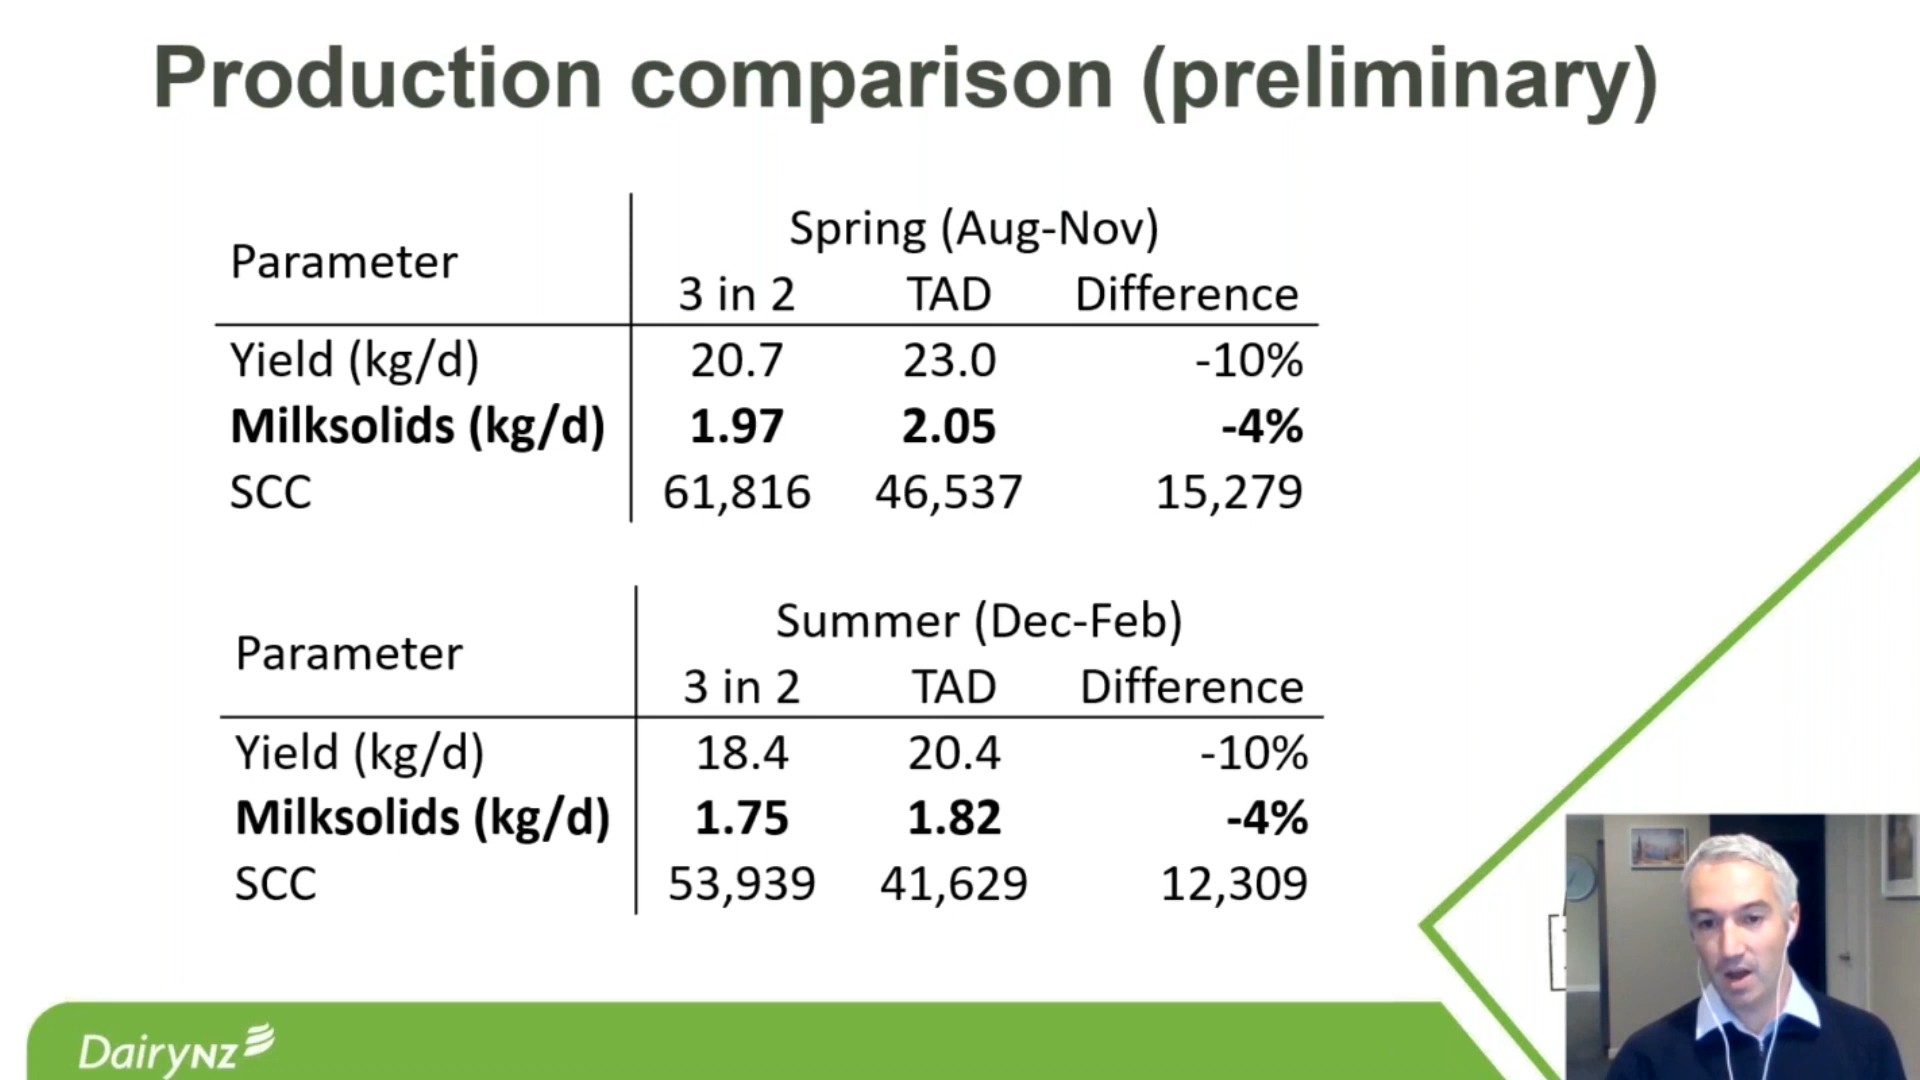 Production comparison (preliminary)
Parameter
Spring (Aug-Nov)
3 in 2 TAD Difference
Yield (kg/d) 20.7 23.0 -10%
Milksolids (kg/d) 1.97 2.05 -4%
SCC 61,816 46,537 15,279
Parameter
Summer (Dec-Feb)
3 in 2 TAD Difference
Yield (kg/d) 18.4 20.4 -10%
Milksolids (kg/d) 1.75 1.82 -4%
SCC 53,939 41,629 12,309
DairyNZ